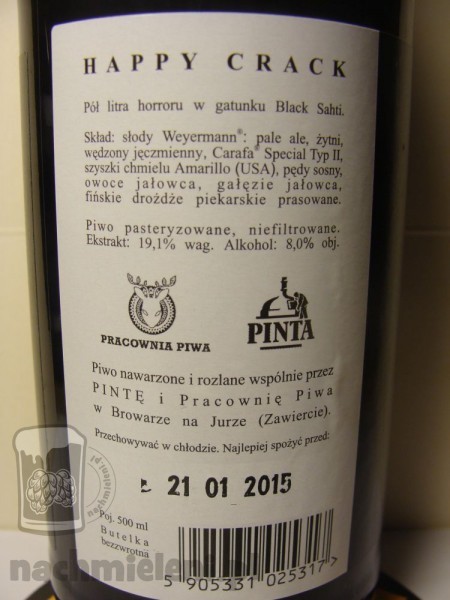 HAPPY CRACK
Pół litra horroru w gatunku Black Sahti.
Skład: słody Weyermann®: pale ale, żytni,
wędzony jęczmienny, Carafa® Special Typ II,
szyszki chmielu Amarillo (USA), pędy sosny,
owoce jałowca, gałęzie jałowca,
fińskie drożdże piekarskie prasowane.
Piwo pasteryzowane, niefiltrowane.
Ekstrakt: 19,1% wag. Alkohol: 8,0% obj.
PRACOWNIA PIWA
PINTA
Piwo nawarzone i rozlane wspólnie przez
PINTĘ i Pracownię Piwa
w Browarze na Jurze (Zawiercie).
Przechowywać w chłodzie. Najlepiej spożyć przed:
21 01 2015
Poj. 500 ml
Butelka
bezzwrotna
5 905331 025317 >
nachmieleni.pl
nachmieleni.pl